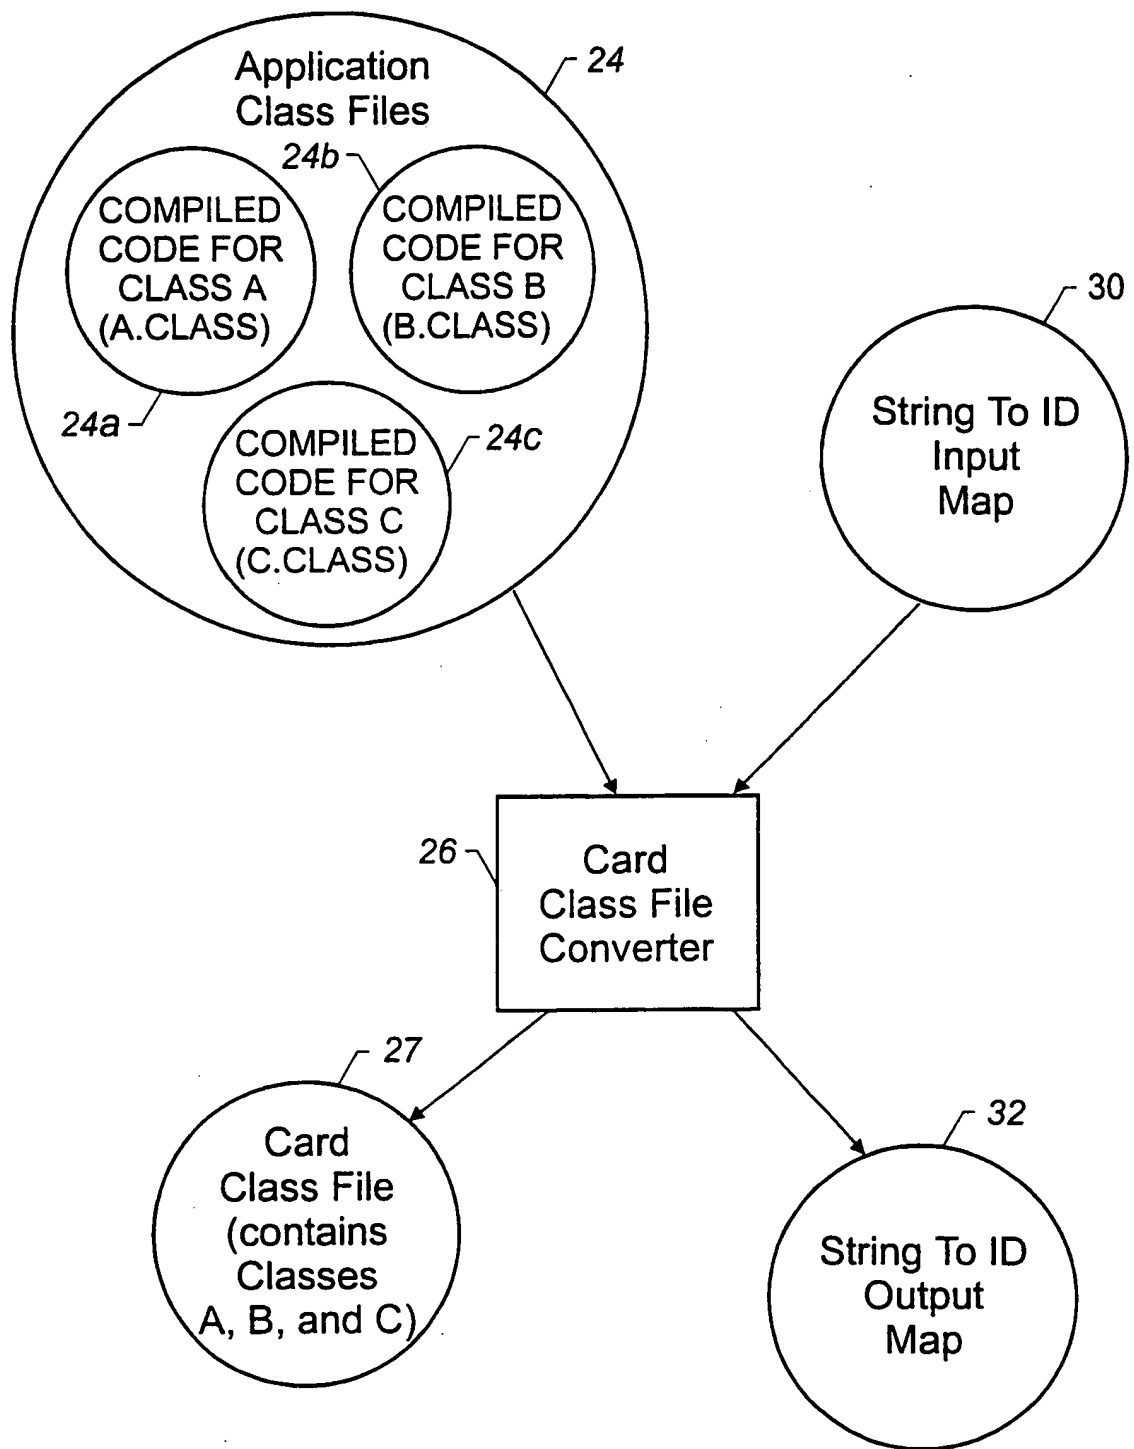 Application
Class Files
24
24b
COMPILED
CODE FOR
CLASS A
(A.CLASS)
COMPILED
CODE FOR
CLASS B
(B.CLASS)
24a
COMPILED
CODE FOR
CLASS C
(C.CLASS)
24c
30
String To ID
Input
Map
26
Card
Class File
Converter
27
Card
Class File
(contains
Classes
A, B, and C)
32
String To ID
Output
Map